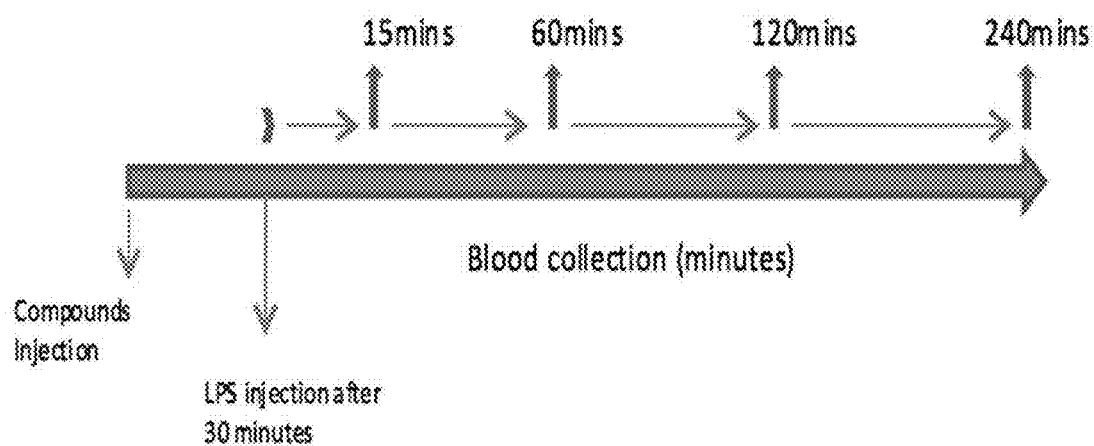 15mins 60mins 120mins 240mins
Blood collection (minutes)
Compounds
Injection
LPS injection after
30 minutes